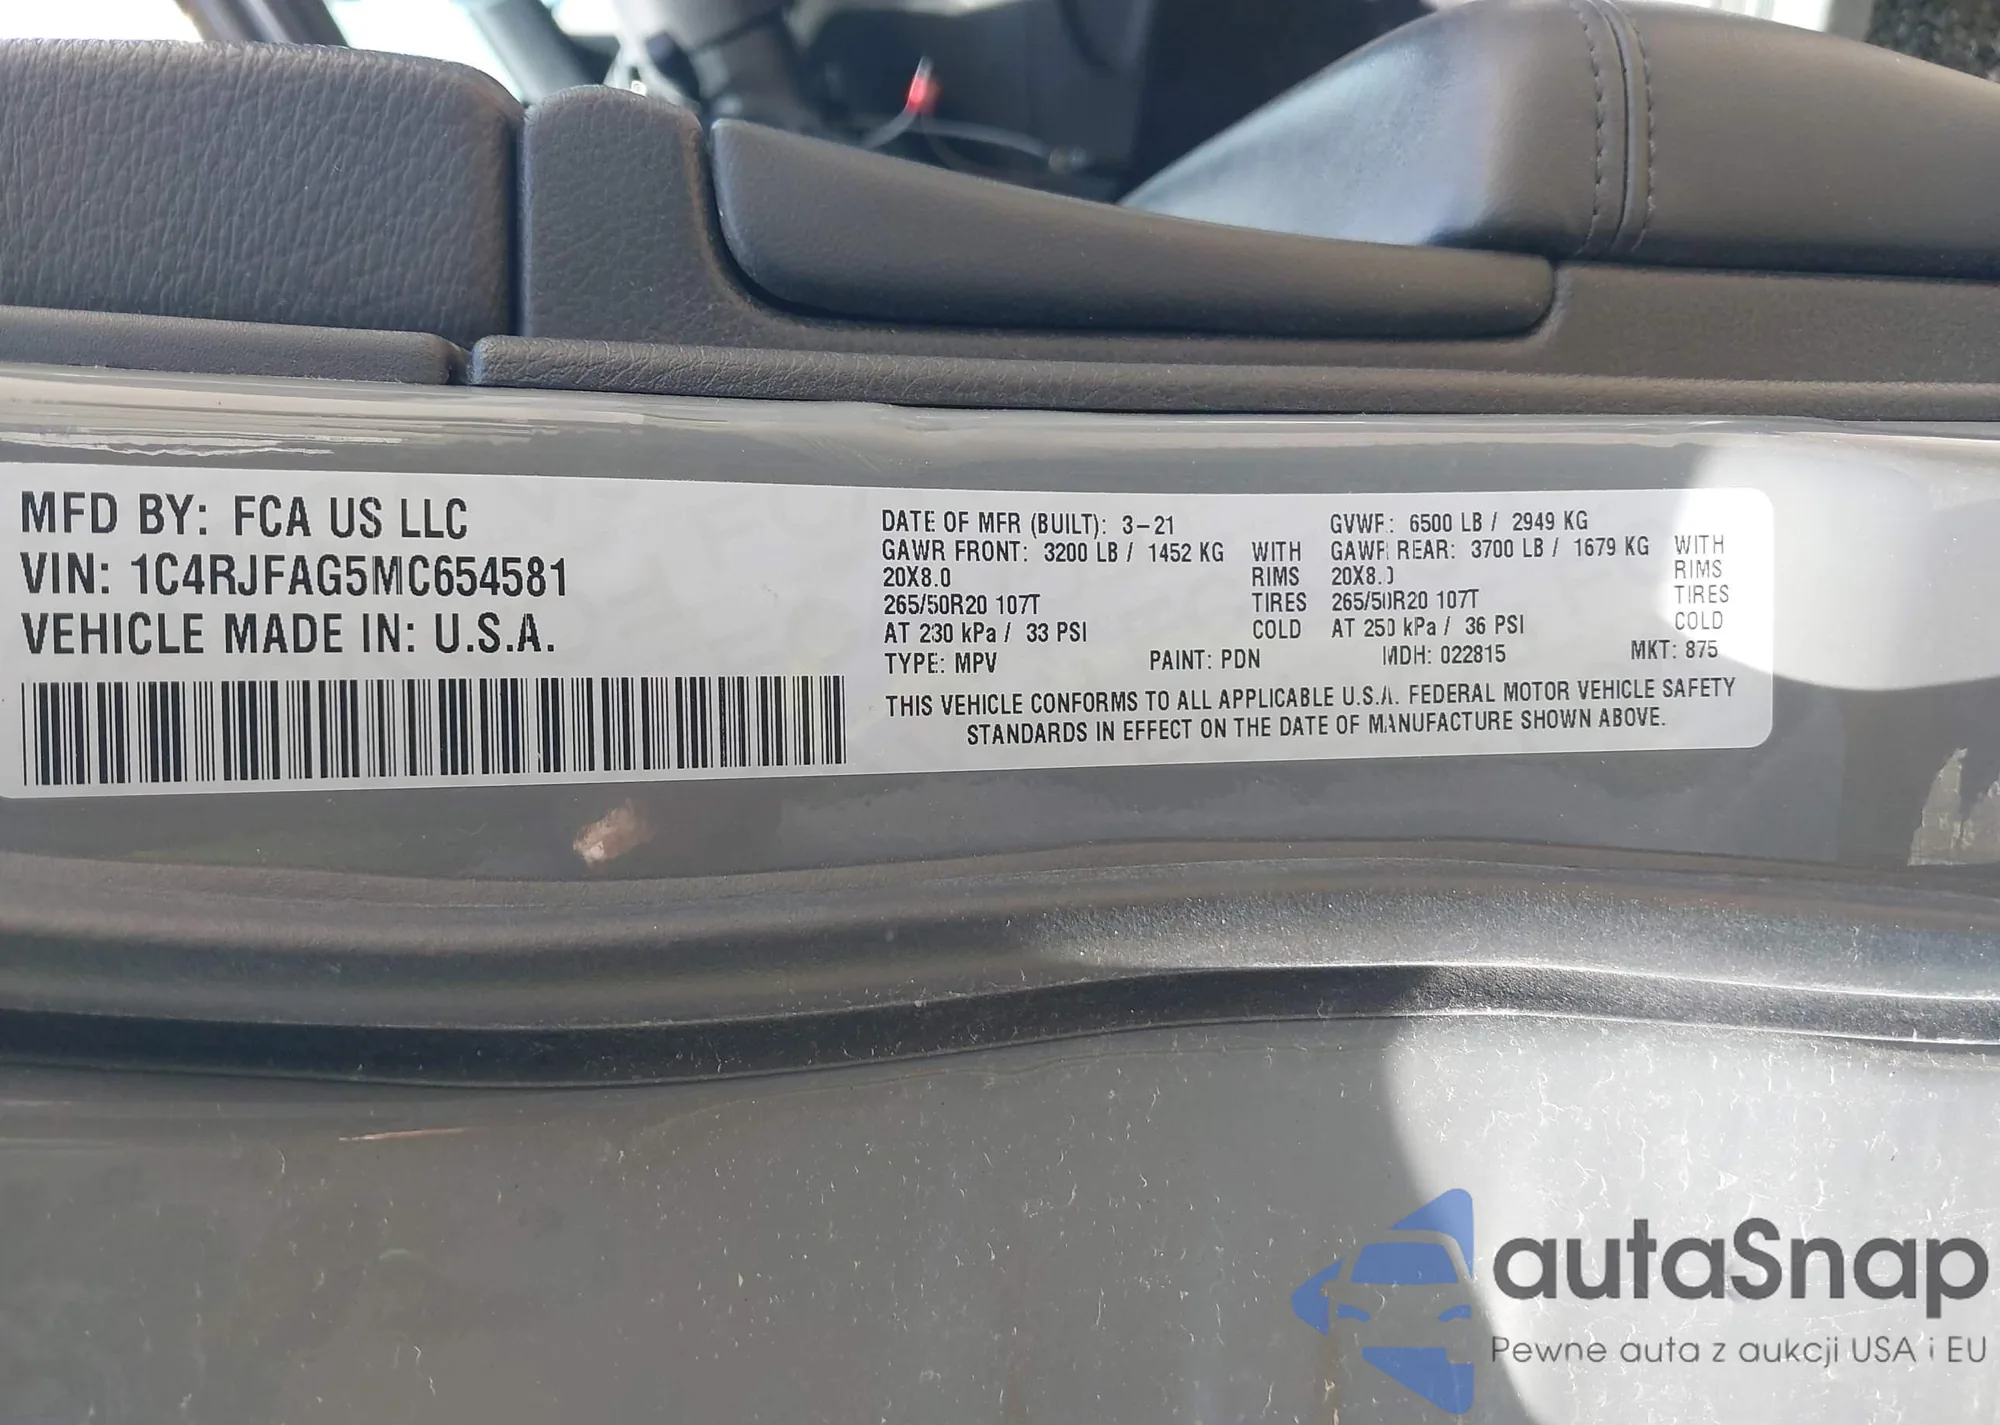 MFD BY: FCA US LLC
VIN: 1C4RJFAG5MC654581
VEHICLE MADE IN: U.S.A.
DATE OF MFR (BUILT): 3-21 GVWR: 6500 LB / 2949 KG
GAWR FRONT: 3200 LB / 1452 KG WITH GAWR REAR: 3700 LB / 1679 KG WITH
20X8.0 RIMS 20X8.0 RIMS
265/50R20 107T TIRES 265/50R20 107T TIRES
AT 230 kPa / 33 PSI COLD AT 250 kPa / 36 PSI COLD
TYPE: MPV PAINT: PDN MDH: 022815 MKT: 875
THIS VEHICLE CONFORMS TO ALL APPLICABLE U.S.A. FEDERAL MOTOR VEHICLE SAFETY
STANDARDS IN EFFECT ON THE DATE OF MANUFACTURE SHOWN ABOVE.
autaSnap
Pewne auta z aukcji USA i EU